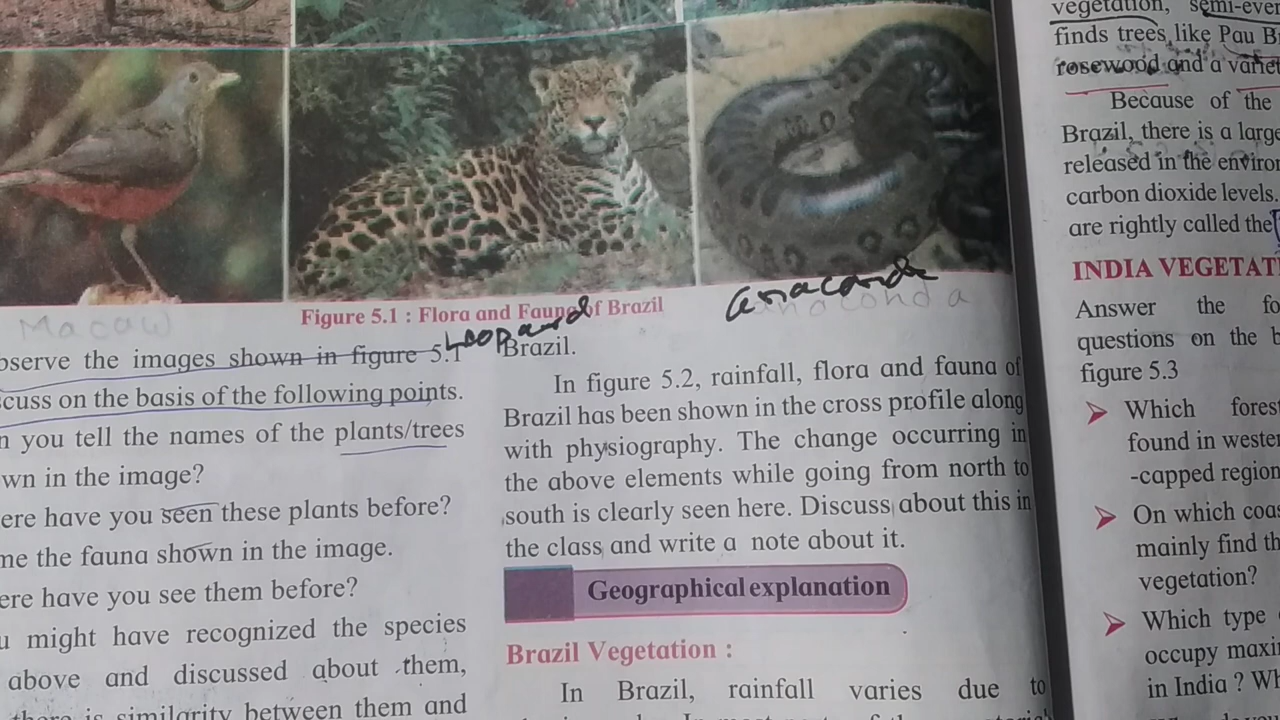 Macaw
Figure 5.1 : Flora and Fauna of Brazil
Leopard
anaconda
anaconda
observe the images shown in figure 5.1
scuss on the basis of the following points.
n you tell the names of the plants/trees
wn in the image?
ere have you seen these plants before?
me the fauna shown in the image.
ere have you see them before?
u might have recognized the species
above and discussed about them,
is similarity between them and
Brazil.
In figure 5.2, rainfall, flora and fauna of
Brazil has been shown in the cross profile along
with physiography. The change occurring in
the above elements while going from north to
south is clearly seen here. Discuss about this in
the class and write a note about it.
Geographical explanation
Brazil Vegetation :
In Brazil, rainfall varies due to
vegetation, semi-ever
finds trees like Pau B
rosewood and a variet
Because of the
Brazil, there is a large
released in the enviro
carbon dioxide levels.
are rightly called the
INDIA VEGETAT
Answer the fo
questions on the b
figure 5.3
➤ Which forest
found in wester
-capped region
➤ On which coas
mainly find th
vegetation?
➤ Which type
occupy maxi
in India ? Wh